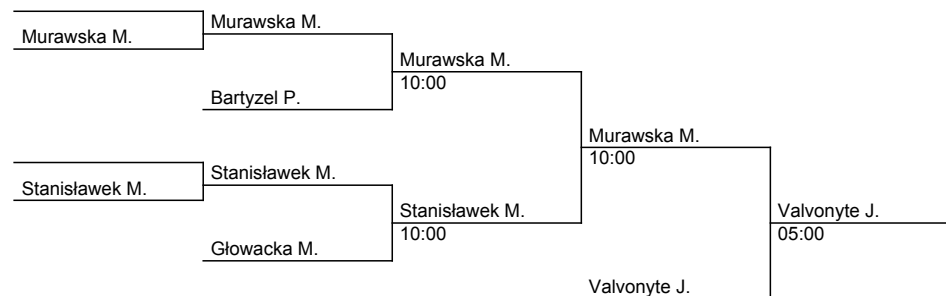 Murawska M.
Murawska M.
Murawska M.
10:00
Bartyzel P.
Murawska M.
10:00
Stanisławek M.
Stanisławek M.
Stanisławek M.
10:00
Głowacka M.
Valvonyte J.
05:00
Valvonyte J.